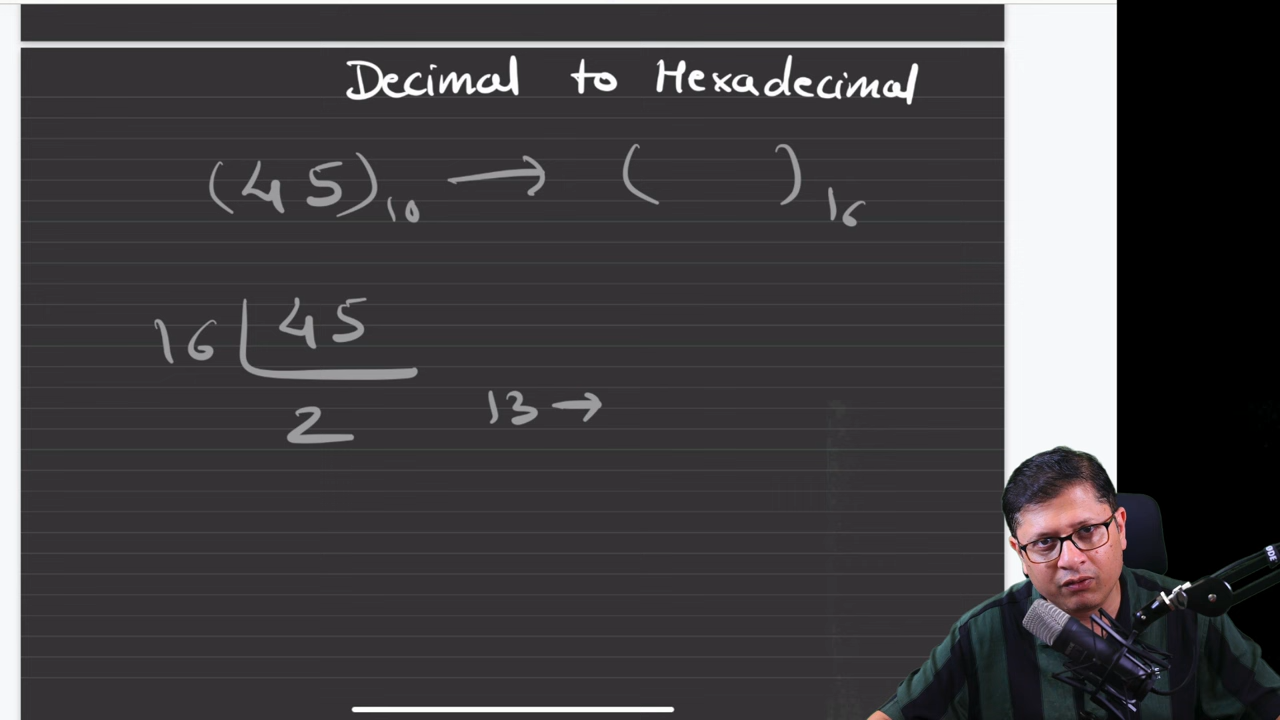 Decimal to Hexadecimal
(45)10 → ( )16
16 45
2 13 →